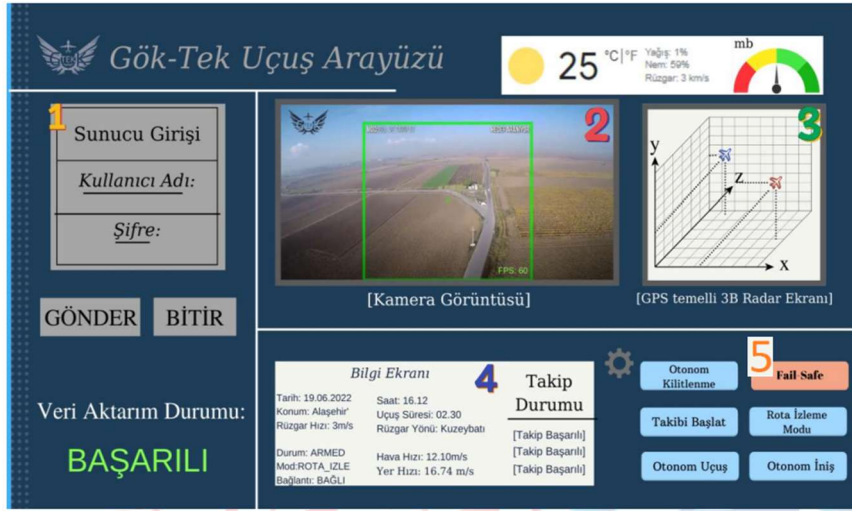 Gök-Tek Uçuş Arayüzü
25 °C|°F
Yağış: 1%
Nem: 59%
Rüzgar: 3 km/s
mb
1
Sunucu Girişi
Kullanıcı Adı:
Şifre:
GÖNDER
BİTİR
Veri Aktarım Durumu:
BAŞARILI
2
FPS: 60
[Kamera Görüntüsü]
3
y
z
x
[GPS temelli 3B Radar Ekranı]
4
Bilgi Ekranı
Tarih: 19.06.2022
Konum: Alaşehir'
Rüzgar Hızı: 3m/s
Saat: 16.12
Uçuş Süresi: 02.30
Rüzgar Yönü: Kuzeybatı
Durum: ARMED
Mod:ROTA_IZLE
Bağlantı: BAĞLI
Hava Hızı: 12.10m/s
Yer Hızı: 16.74 m/s
Takip
Durumu
[Takip Başarılı]
[Takip Başarılı]
[Takip Başarılı]
5
Otonom
Kilitlenme
Fail-Safe
Takibi Başlat
Rota İzleme
Modu
Otonom Uçuş
Otonom İniş